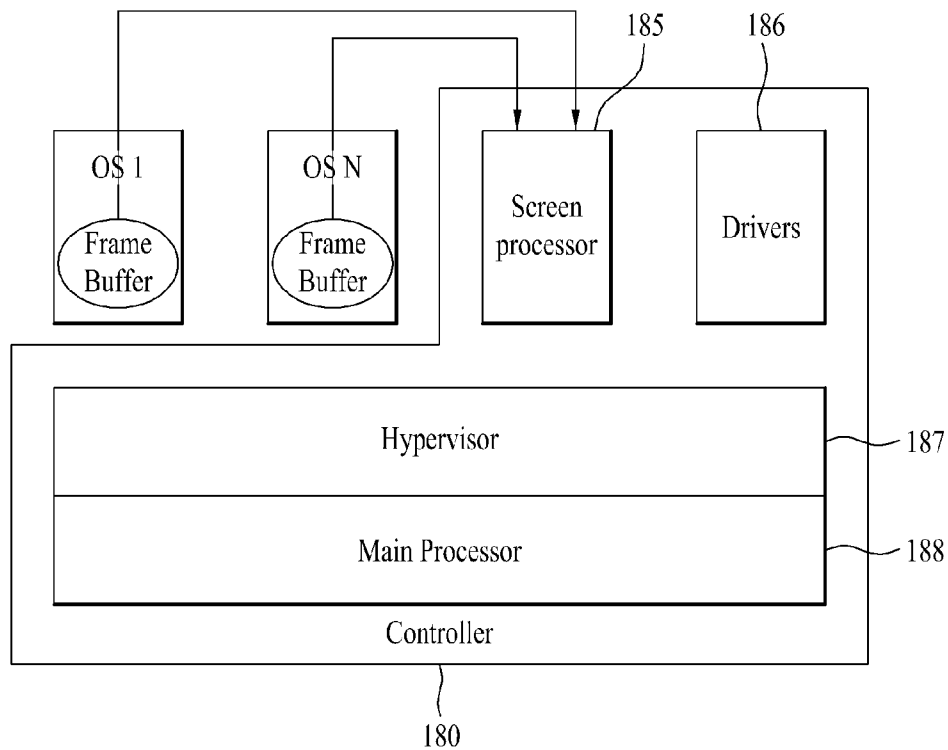 185
186
OS 1
OS N
Frame
Buffer
Frame
Buffer
Screen
processor
Drivers
Hypervisor
187
Main Processor
188
Controller
180